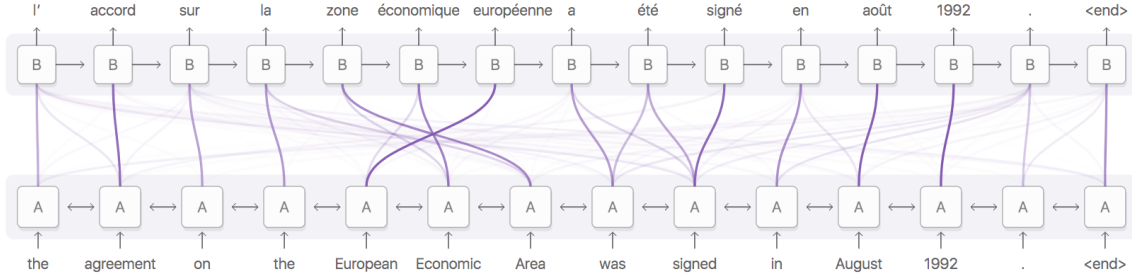 l' accord sur la zone économique européenne a été signé en août 1992 . <end>
B B B B B B B B B B B B B B B
A A A A A A A A A A A A A A
the agreement on the European Economic Area was signed in August 1992 . <end>